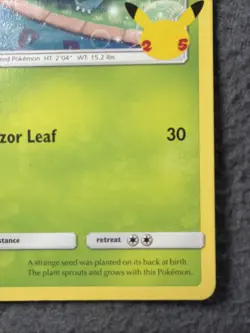 25
Pokémon HT: 2'04" WT: 15.2 lbs
zor Leaf 30
stance retreat
A strange seed was planted on its back at birth.
The plant sprouts and grows with this Pokémon.